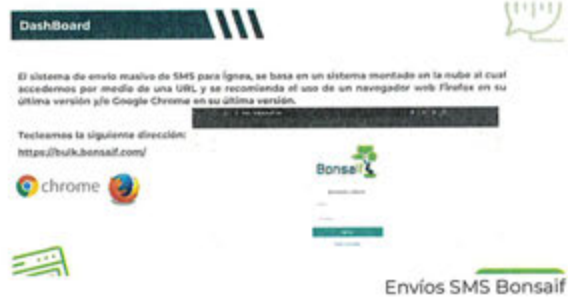 DashBoard
El sistema de envío masivo de SMS para Ígnea, se basa en un sistema montado en la nube al cual
accedemos por medio de una URL y se recomienda el uso de un navegador web Firefox en su
última versión y/o Google Chrome en su última versión.
Tecleamos la siguiente dirección:
https://bulk.bonsaif.com/
chrome
Bonsaif
Envíos SMS Bonsaif